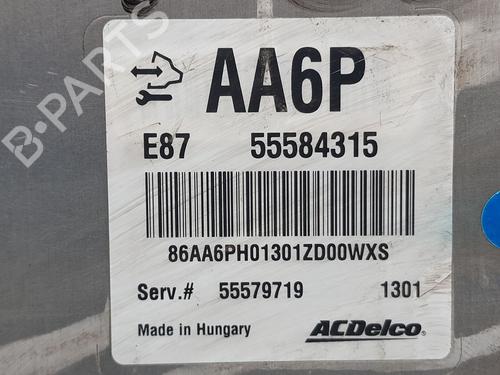 B-PARTS
AA6P
E87 55584315
86AA6PH01301ZD00WXS
Serv.# 55579719 1301
Made in Hungary ACDelco